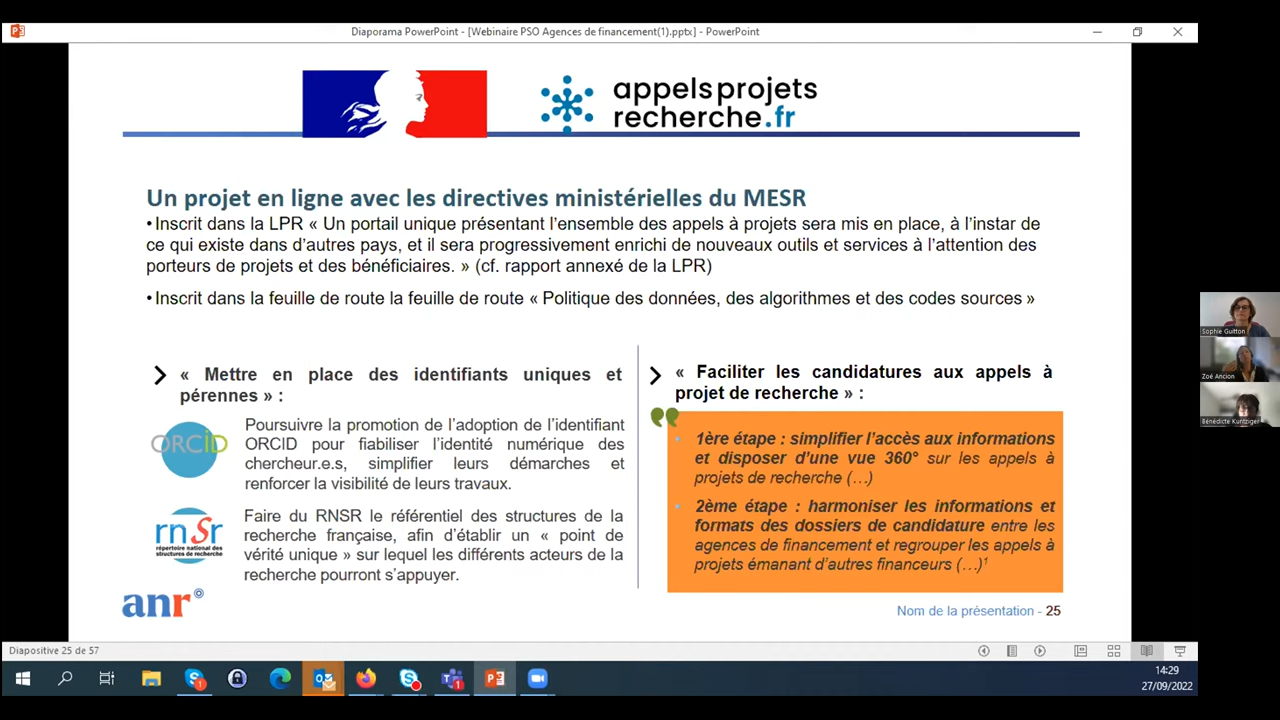 Diaporama PowerPoint - [Webinaire PSO Agences de financement(1).pptx] - PowerPoint
appelsprojets
recherche.fr
Un projet en ligne avec les directives ministérielles du MESR
•Inscrit dans la LPR « Un portail unique présentant l'ensemble des appels à projets sera mis en place, à l'instar de
ce qui existe dans d'autres pays, et il sera progressivement enrichi de nouveaux outils et services à l'attention des
porteurs de projets et des bénéficiaires. » (cf. rapport annexé de la LPR)
•Inscrit dans la feuille de route la feuille de route « Politique des données, des algorithmes et des codes sources »
« Mettre en place des identifiants uniques et
pérennes » :
ORCID
Poursuivre la promotion de l'adoption de l'identifiant
ORCID pour fiabiliser l'identité numérique des
chercheur.e.s, simplifier leurs démarches et
renforcer la visibilité de leurs travaux.
rnSr
répertoire national des
structures de recherche
Faire du RNSR le référentiel des structures de la
recherche française, afin d'établir un « point de
vérité unique » sur lequel les différents acteurs de la
recherche pourront s'appuyer.
« Faciliter les candidatures aux appels à
projet de recherche » :
• 1ère étape : simplifier l'accès aux informations
et disposer d'une vue 360° sur les appels à
projets de recherche (…)
• 2ème étape : harmoniser les informations et
formats des dossiers de candidature entre les
agences de financement et regrouper les appels à
projets émanant d'autres financeurs (…)¹
anr
Nom de la présentation - 25
Sophie Guitton
Zoé Ancion
Bénédicte Kuntziger
Diapositive 25 de 57
14:29
27/09/2022